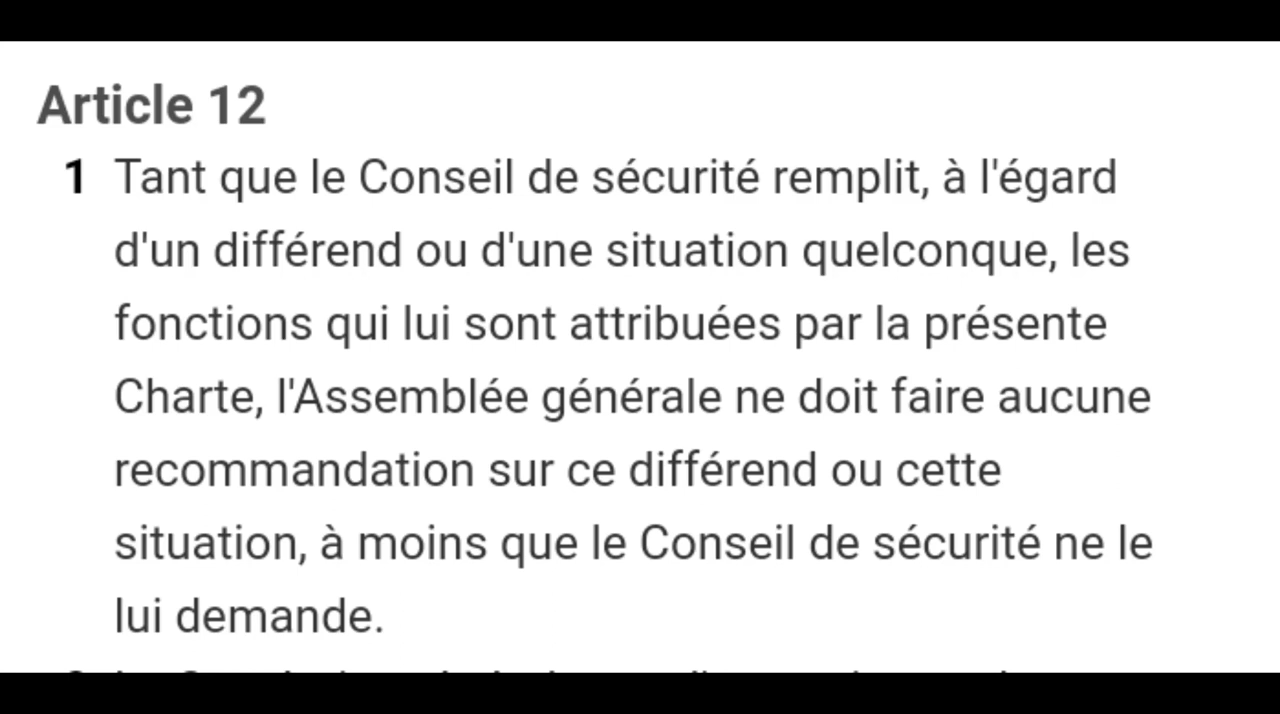 Article 12
1 Tant que le Conseil de sécurité remplit, à l'égard
d'un différend ou d'une situation quelconque, les
fonctions qui lui sont attribuées par la présente
Charte, l'Assemblée générale ne doit faire aucune
recommandation sur ce différend ou cette
situation, à moins que le Conseil de sécurité ne le
lui demande.